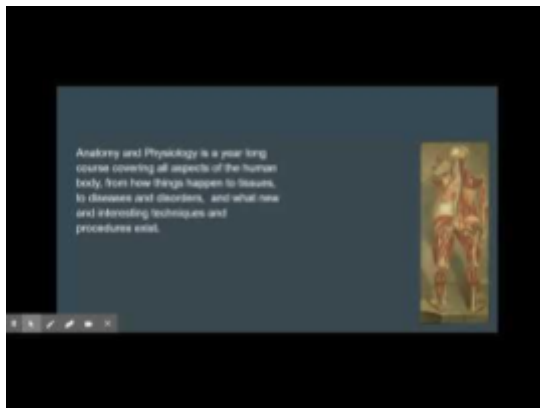 Anatomy and Physiology is a year long
course covering all aspects of the human
body, from how things happen to tissues,
to diseases and disorders, and what new
and interesting techniques and
procedures exist.